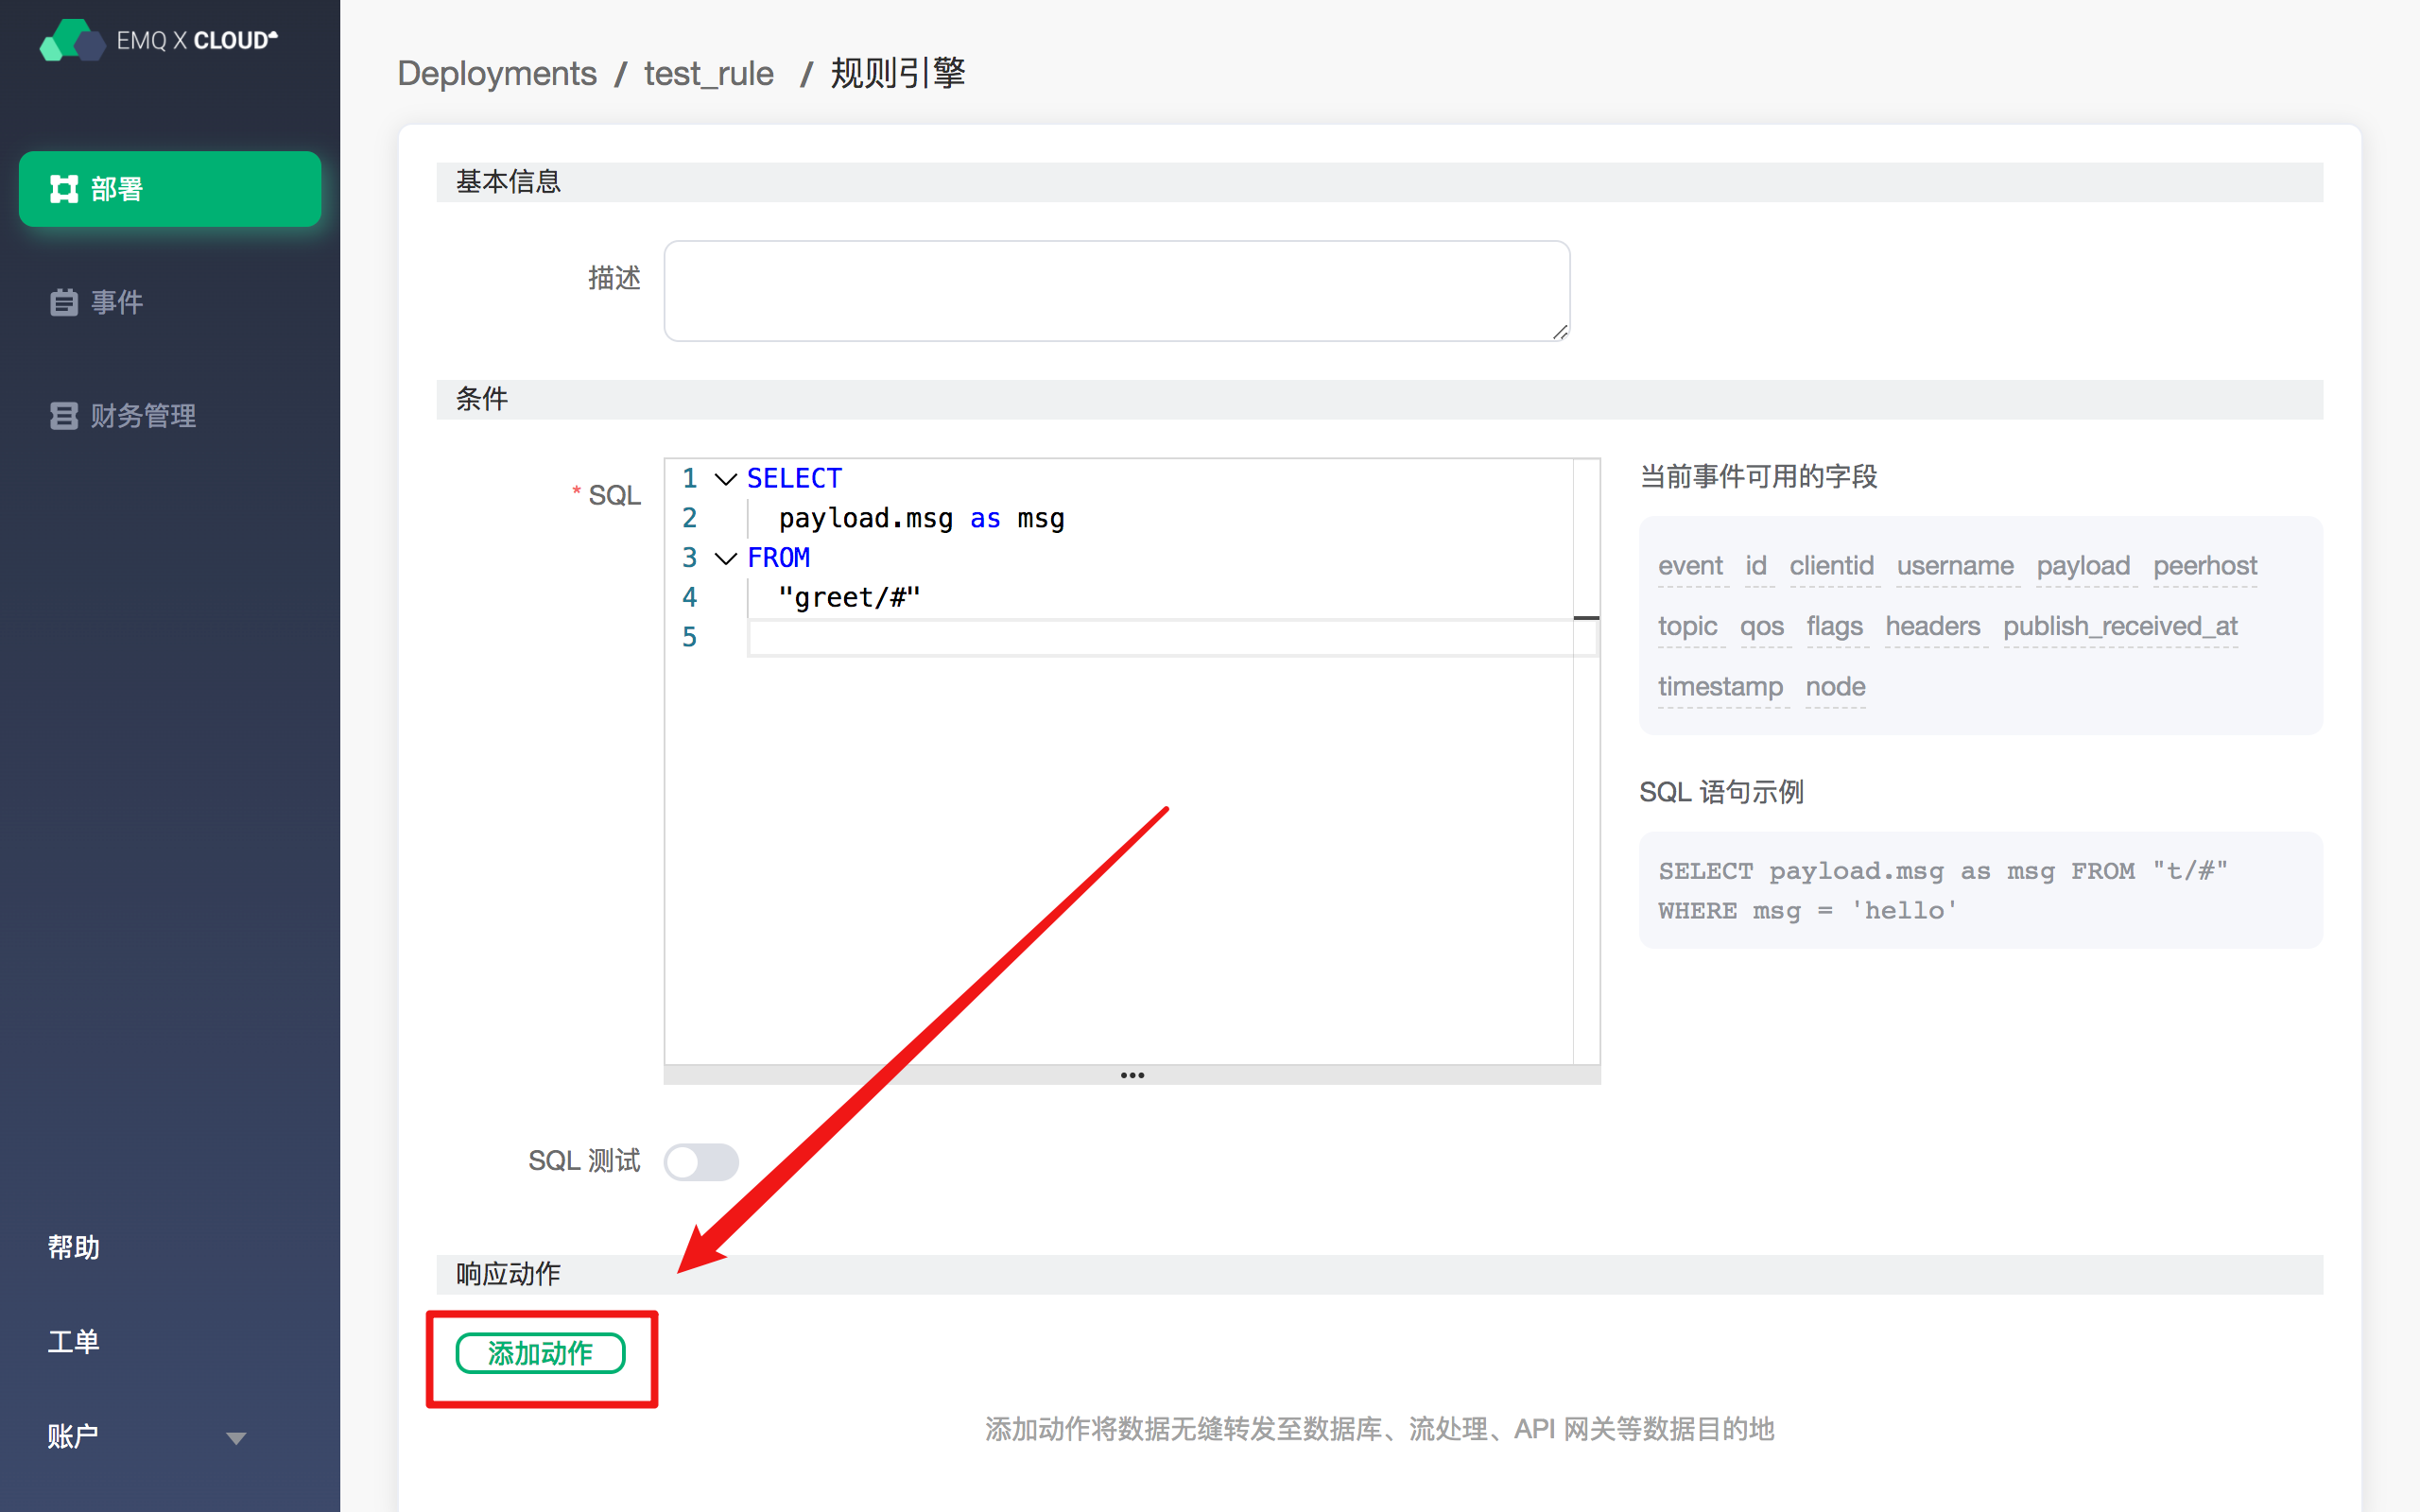 EMQ X CLOUD
部署
事件
财务管理
帮助
工单
账户
Deployments / test_rule / 规则引擎
基本信息
描述
条件
* SQL
1 SELECT
2 payload.msg as msg
3 FROM
4 "greet/#"
5
当前事件可用的字段
event id clientid username payload peerhost
topic qos flags headers publish_received_at
timestamp node
SQL 语句示例
SELECT payload.msg as msg FROM "t/#"
WHERE msg = 'hello'
SQL 测试
响应动作
添加动作
添加动作将数据无缝转发至数据库、流处理、API 网关等数据目的地